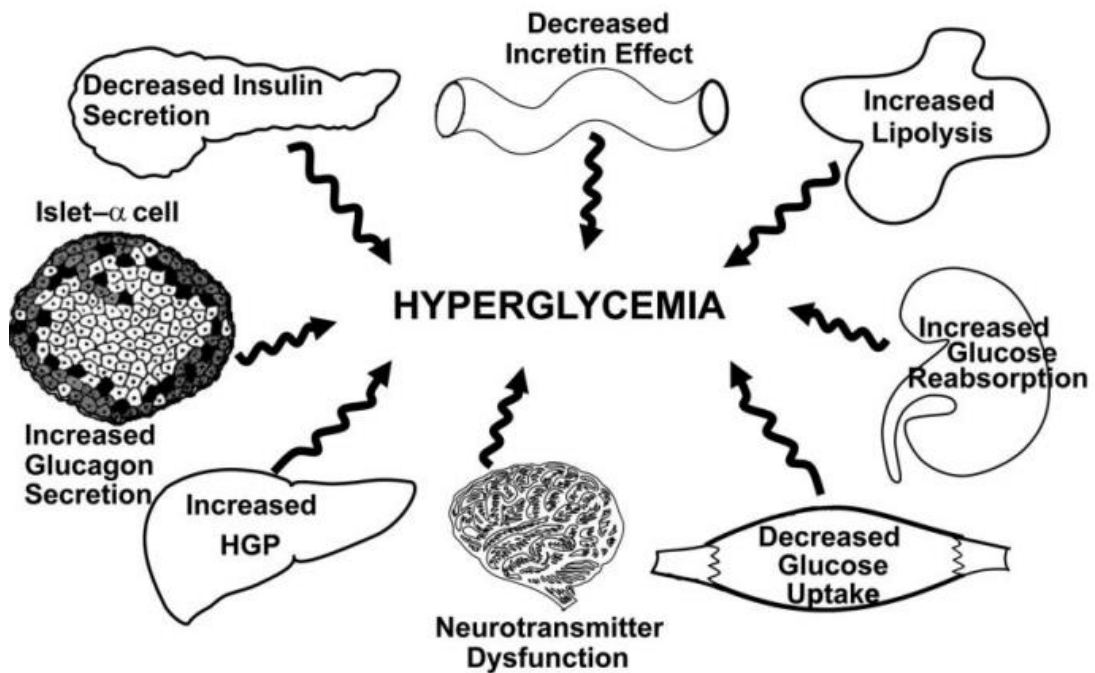 Decreased Insulin
Secretion
Decreased
Incretin Effect
Increased
Lipolysis
Islet–α cell
HYPERGLYCEMIA
Increased
Glucose
Reabsorption
Increased
Glucagon
Secretion
Increased
HGP
Neurotransmitter
Dysfunction
Decreased
Glucose
Uptake